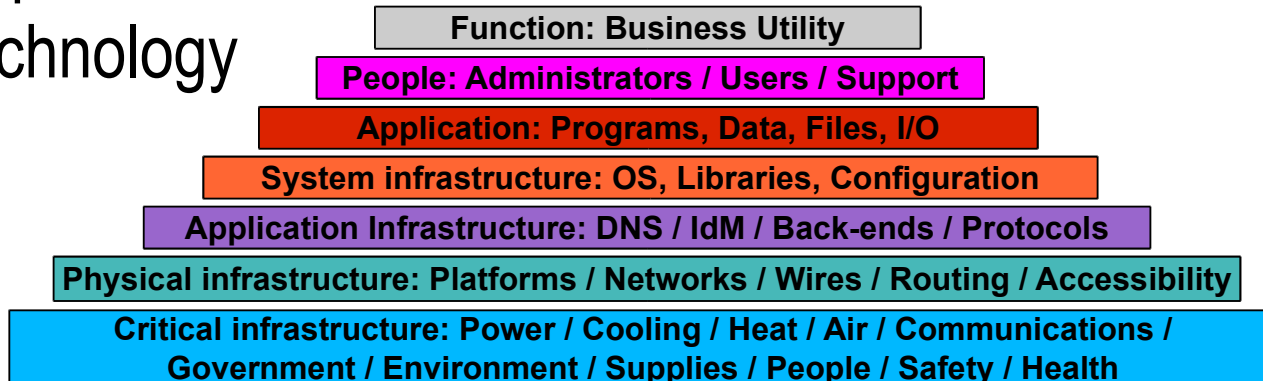 chnology
Function: Business Utility
People: Administrators / Users / Support
Application: Programs, Data, Files, I/O
System infrastructure: OS, Libraries, Configuration
Application Infrastructure: DNS / IdM / Back-ends / Protocols
Physical infrastructure: Platforms / Networks / Wires / Routing / Accessibility
Critical infrastructure: Power / Cooling / Heat / Air / Communications /
Government / Environment / Supplies / People / Safety / Health